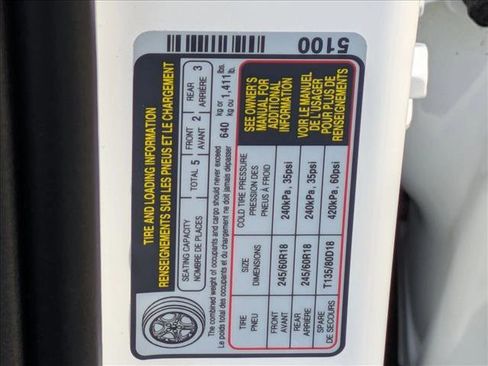 TIRE AND LOADING INFORMATION
RENSEIGNEMENTS SUR LES PNEUS ET LE CHARGEMENT
SEATING CAPACITY
NOMBRE DE PLACES
TOTAL 5
FRONT
AVANT 2
REAR
ARRIÈRE 3
The combined weight of occupants and cargo should never exceed
Le poids total des occupants et du chargement ne doit jamais dépasser
640 kg or 1,411 lbs.
kg ou lb.
TIRE
PNEU
SIZE
DIMENSIONS
COLD TIRE PRESSURE
PRESSION DES
PNEUS À FROID
FRONT
AVANT
245/60R18
240kPa, 35psi
REAR
ARRIÈRE
245/60R18
240kPa, 35psi
SPARE
DE SECOURS
T135/80D18
420kPa, 60psi
SEE OWNER'S
MANUAL FOR
ADDITIONAL
INFORMATION
VOIR LE MANUEL
DE L'USAGER
POUR PLUS DE
RENSEIGNEMENTS
5100